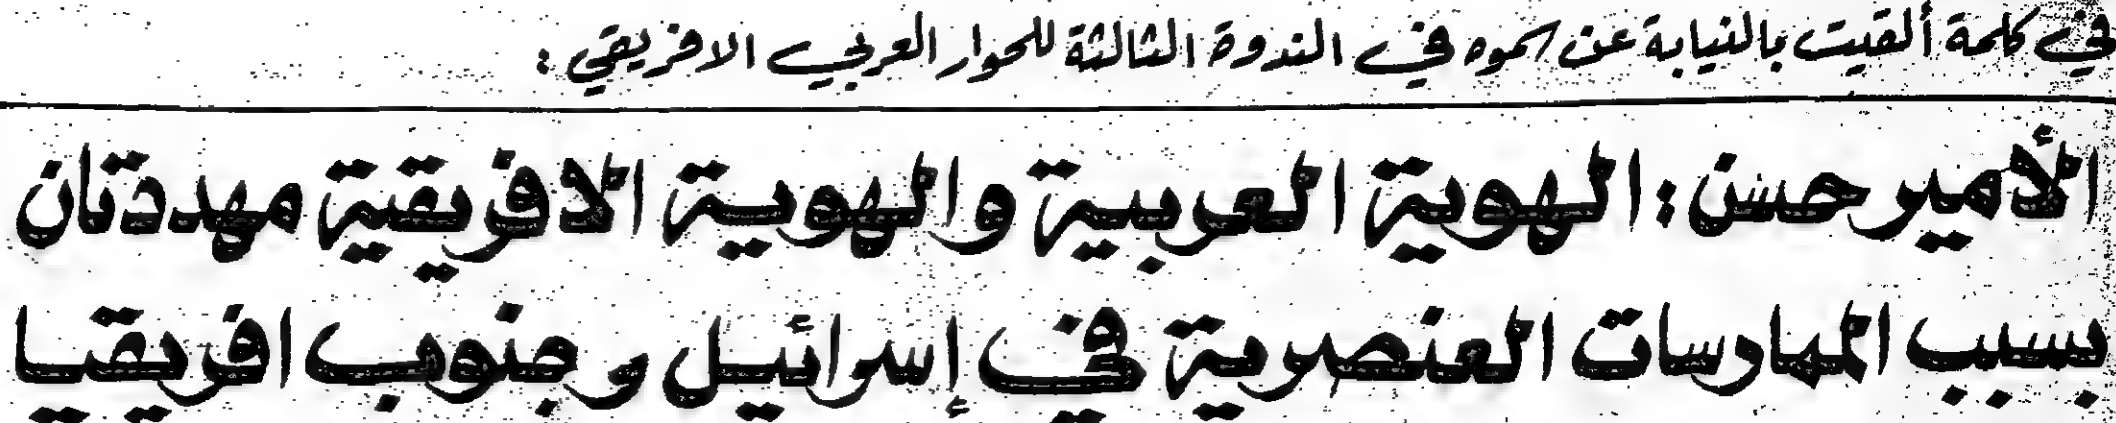 في كلمة ألقيت بالنيابة عن سموه في الندوة الثالثة للحوار العربي الافريقي :
الأمير حسن : الهوية العربية والهوية الافريقية مهددتان
بسبب الممارسات العنصرية في إسرائيل وجنوب افريقيا